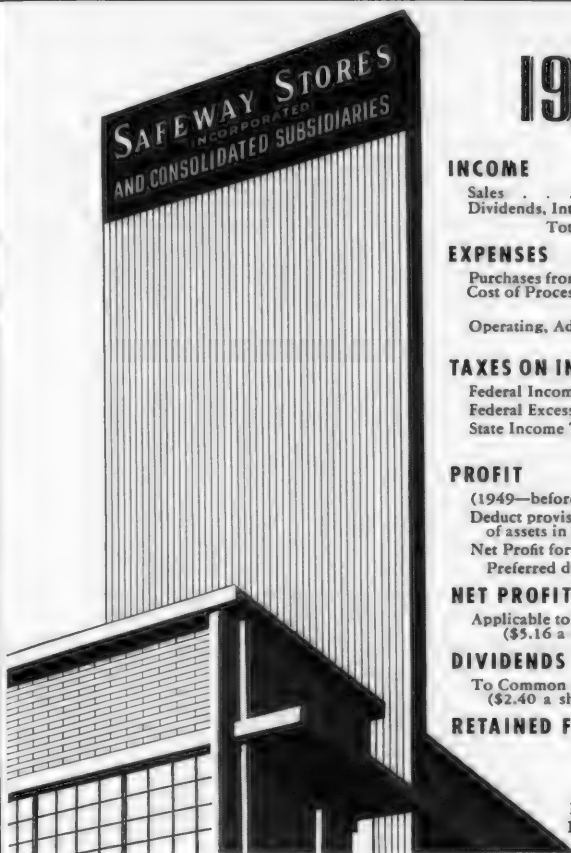 SAFEWAY STORES
INCORPORATED
AND CONSOLIDATED SUBSIDIARIES
19
INCOME
Sales . . .
Dividends, Int
Tot
EXPENSES
Purchases from
Cost of Proces
Operating, Ad
TAXES ON IN
Federal Incom
Federal Excess
State Income
PROFIT
(1949—before
Deduct provis
of assets in
Net Profit for
Preferred d
NET PROFIT
Applicable to
($5.16 a
DIVIDENDS
To Common
($2.40 a sh
RETAINED F